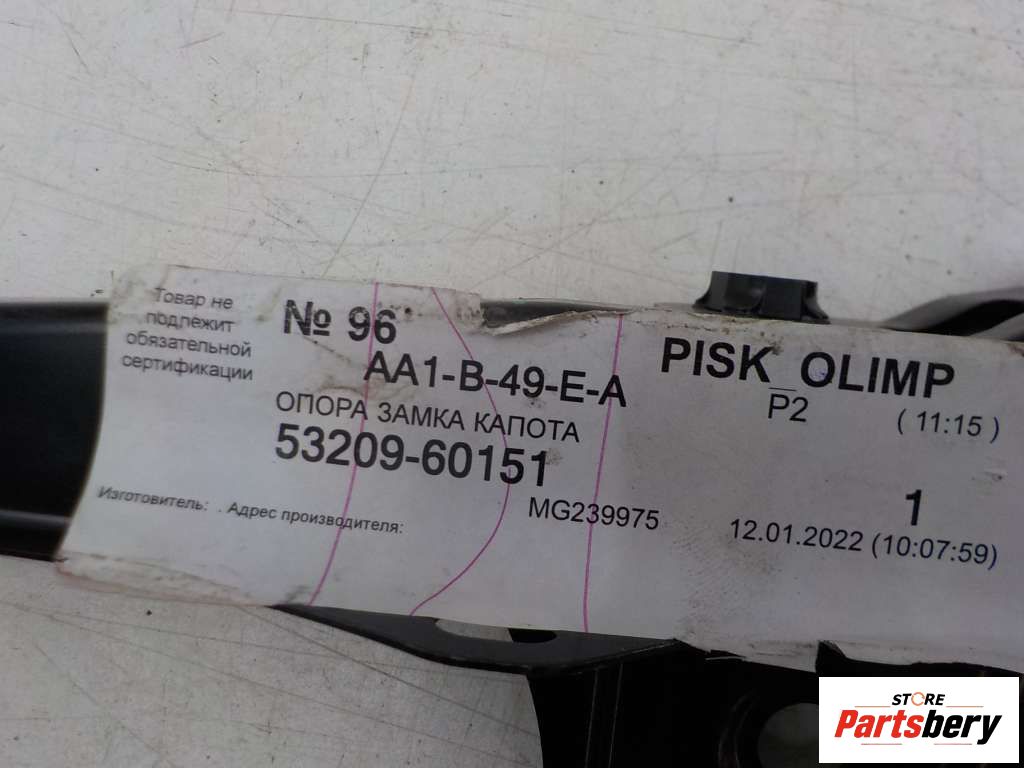 Товар не
подлежит
обязательной
сертификации
№ 96
AA1-B-49-E-A
ОПОРА ЗАМКА КАПОТА
53209-60151
Изготовитель: . Адрес производителя:
MG239975
PISK_OLIMP
P2
( 11:15 )
1
12.01.2022 (10:07:59)
STORE
Partsbery